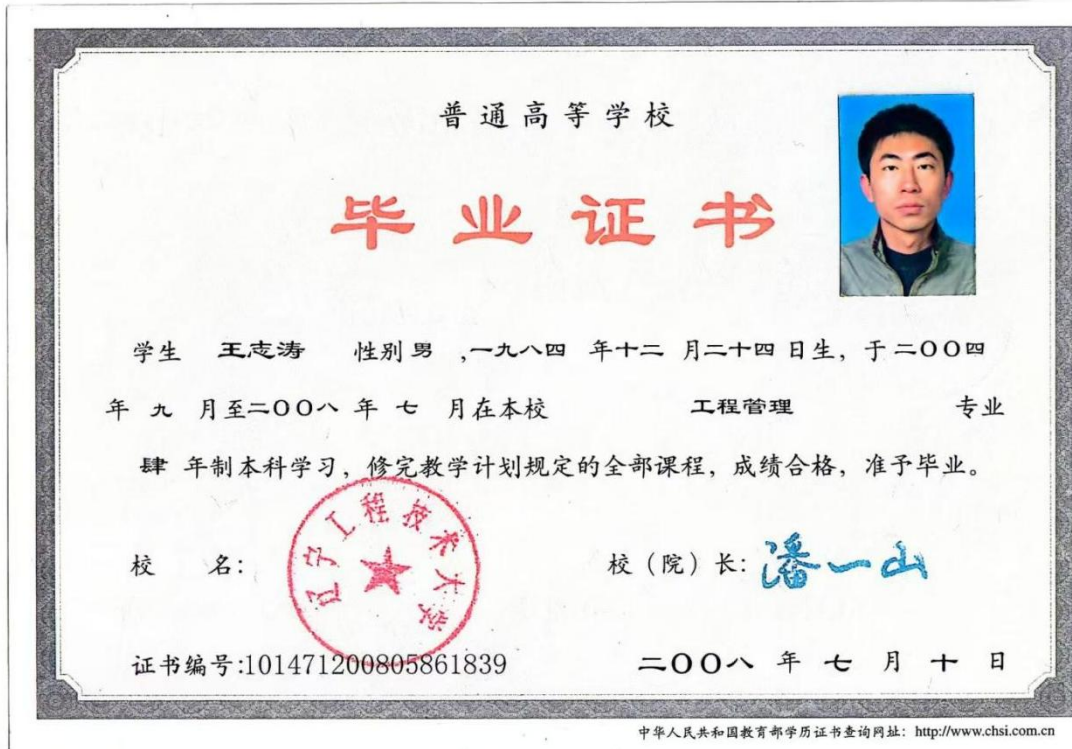 普通高等学校
毕业证书
学生 王志涛 性别 男 ,一九八四 年十二 月二十四 日生，于二〇〇四
年 九 月至二〇〇八 年 七 月在本校 工程管理 专业
肆 年制本科学习，修完教学计划规定的全部课程，成绩合格，准予毕业。
辽宁工程技术大学
校 名： 校（院）长：潘一山
证书编号:101471200805861839 二〇〇八 年 七 月 十 日
中华人民共和国教育部学历证书查询网址：http://www.chsi.com.cn